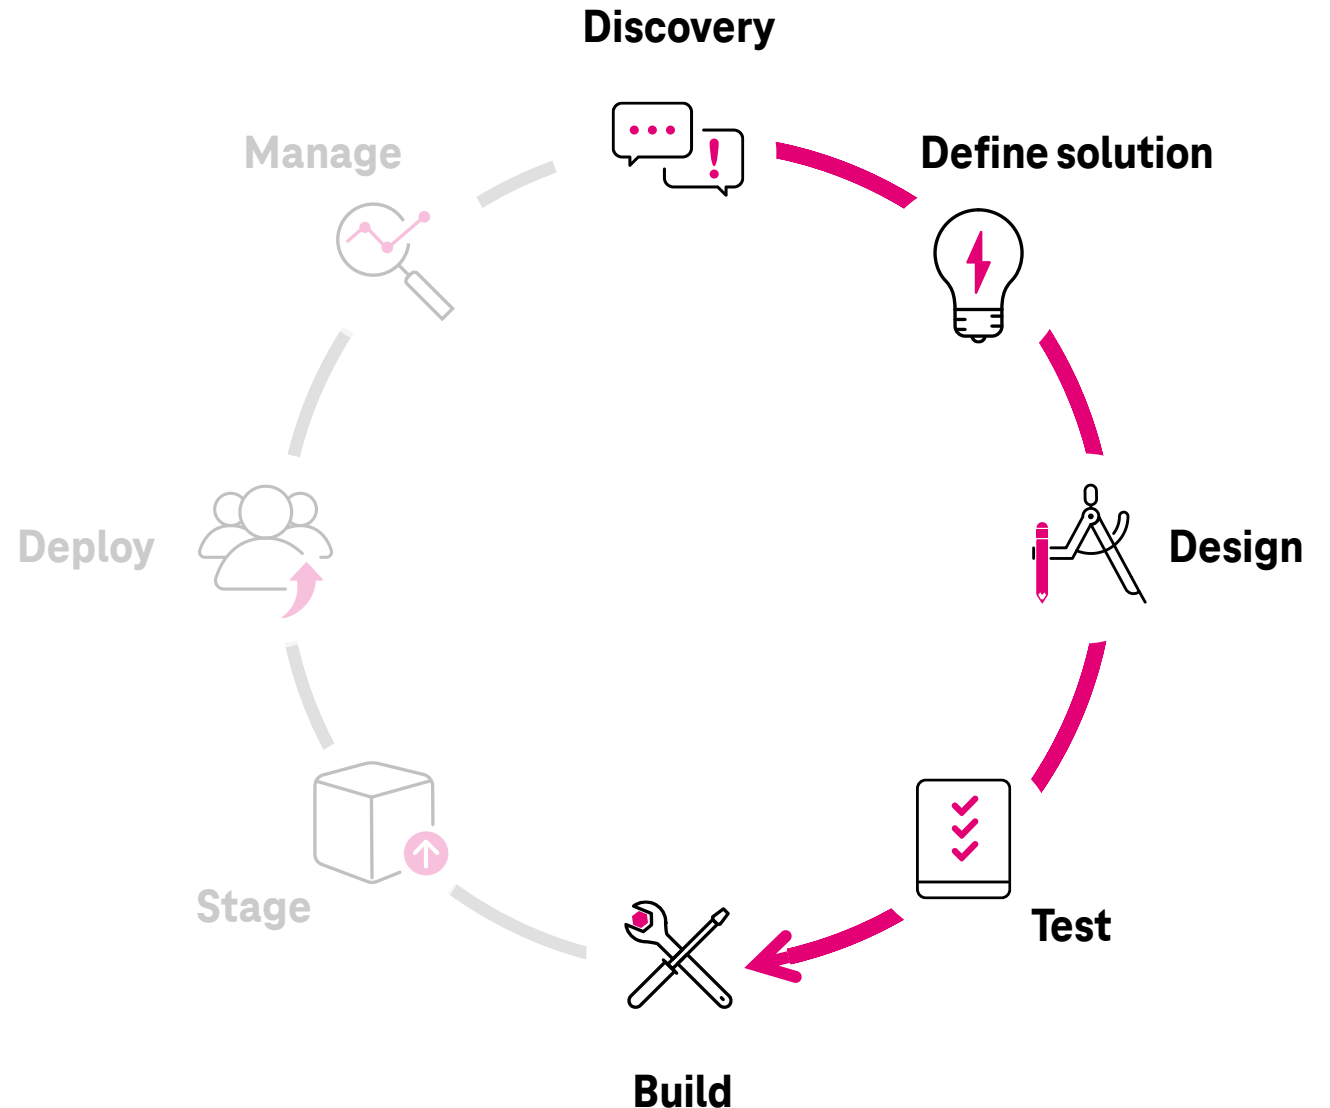 Discovery
Define solution
Design
Test
Build
Stage
Deploy
Manage